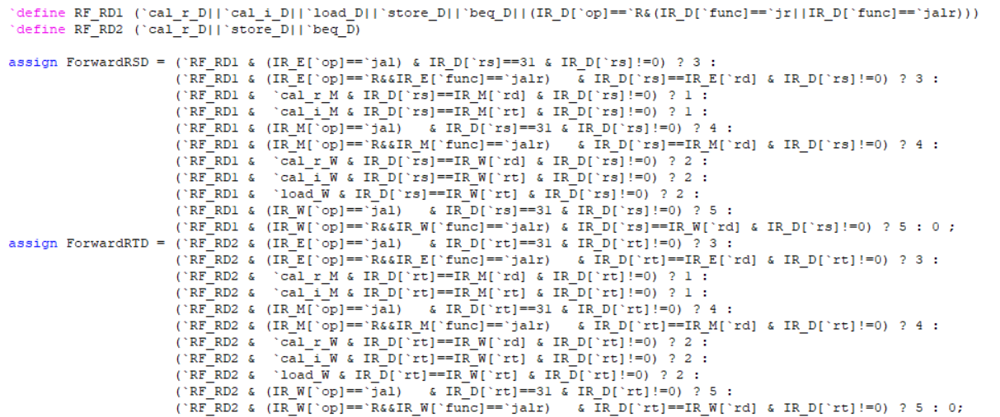 `define RF_RD1 (`cal_r_D||`cal_i_D||`load_D||`store_D||`beq_D||(IR_D[`op]==`R&(IR_D[`func]==`jr||IR_D[`func]==`jalr)))
`define RF_RD2 (`cal_r_D||`store_D||`beq_D)
assign ForwardRSD = (`RF_RD1 & (IR_E[`op]==`jal) & IR_D[`rs]==31 & IR_D[`rs]!=0) ? 3 :
(`RF_RD1 & (IR_E[`op]==`R&&IR_E[`func]==`jalr) & IR_D[`rs]==IR_E[`rd] & IR_D[`rs]!=0) ? 3 :
(`RF_RD1 & `cal_r_M & IR_D[`rs]==IR_M[`rd] & IR_D[`rs]!=0) ? 1 :
(`RF_RD1 & `cal_i_M & IR_D[`rs]==IR_M[`rt] & IR_D[`rs]!=0) ? 1 :
(`RF_RD1 & (IR_M[`op]==`jal) & IR_D[`rs]==31 & IR_D[`rs]!=0) ? 4 :
(`RF_RD1 & (IR_M[`op]==`R&&IR_M[`func]==`jalr) & IR_D[`rs]==IR_M[`rd] & IR_D[`rs]!=0) ? 4 :
(`RF_RD1 & `cal_r_W & IR_D[`rs]==IR_W[`rd] & IR_D[`rs]!=0) ? 2 :
(`RF_RD1 & `cal_i_W & IR_D[`rs]==IR_W[`rt] & IR_D[`rs]!=0) ? 2 :
(`RF_RD1 & `load_W & IR_D[`rs]==IR_W[`rt] & IR_D[`rs]!=0) ? 2 :
(`RF_RD1 & (IR_W[`op]==`jal) & IR_D[`rs]==31 & IR_D[`rs]!=0) ? 5 :
(`RF_RD1 & (IR_W[`op]==`R&&IR_W[`func]==`jalr) & IR_D[`rs]==IR_W[`rd] & IR_D[`rs]!=0) ? 5 : 0 ;
assign ForwardRTD = (`RF_RD2 & (IR_E[`op]==`jal) & IR_D[`rt]==31 & IR_D[`rt]!=0) ? 3 :
(`RF_RD2 & (IR_E[`op]==`R&&IR_E[`func]==`jalr) & IR_D[`rt]==IR_E[`rd] & IR_D[`rt]!=0) ? 3 :
(`RF_RD2 & `cal_r_M & IR_D[`rt]==IR_M[`rd] & IR_D[`rt]!=0) ? 1 :
(`RF_RD2 & `cal_i_M & IR_D[`rt]==IR_M[`rt] & IR_D[`rt]!=0) ? 1 :
(`RF_RD2 & (IR_M[`op]==`jal) & IR_D[`rt]==31 & IR_D[`rt]!=0) ? 4 :
(`RF_RD2 & (IR_M[`op]==`R&&IR_M[`func]==`jalr) & IR_D[`rt]==IR_M[`rd] & IR_D[`rt]!=0) ? 4 :
(`RF_RD2 & `cal_r_W & IR_D[`rt]==IR_W[`rd] & IR_D[`rt]!=0) ? 2 :
(`RF_RD2 & `cal_i_W & IR_D[`rt]==IR_W[`rt] & IR_D[`rt]!=0) ? 2 :
(`RF_RD2 & `load_W & IR_D[`rt]==IR_W[`rt] & IR_D[`rt]!=0) ? 2 :
(`RF_RD2 & (IR_W[`op]==`jal) & IR_D[`rt]==31 & IR_D[`rt]!=0) ? 5 :
(`RF_RD2 & (IR_W[`op]==`R&&IR_W[`func]==`jalr) & IR_D[`rt]==IR_W[`rd] & IR_D[`rt]!=0) ? 5 : 0;